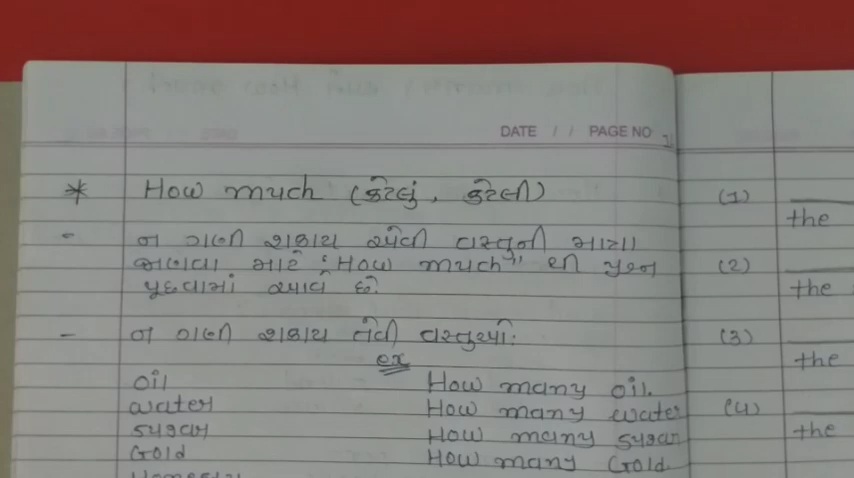 DATE / / PAGE NO
* How much (કેટલું, કેટલી)
- ન ગણી શકાય એવી વસ્તુની માત્રા
જાણવા માટે "How much" થી પ્રશ્ન
પૂછવામાં આવે છે.
- ન ગણી શકાય તેવી વસ્તુઓ:
ex
oil How many oil.
water How many water
sugar How many sugar
Gold How many Gold
(1)
the
(2)
the
(3)
the
(4)
the